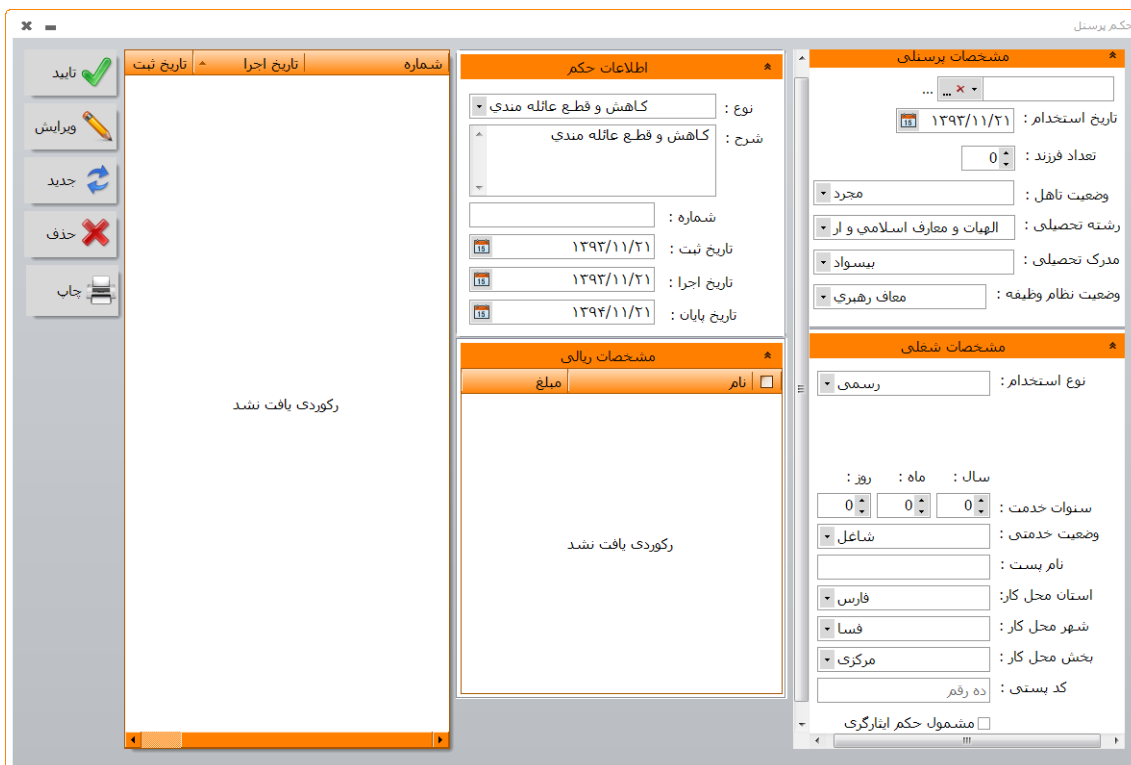 حکم پرسنل
مشخصات پرسنلی
... ...
تاریخ استخدام : ۱۳۹۳/۱۱/۲۱
تعداد فرزند : 0
وضعیت تاهل : مجرد
رشته تحصیلی : الهیات و معارف اسلامي و ار
مدرک تحصیلی : بیسواد
وضعیت نظام وظیفه : معاف رهبري
مشخصات شغلی
نوع استخدام : رسمی
سال : ماه : روز :
سنوات خدمت : 0 0 0
وضعیت خدمتی : شاغل
نام پست :
استان محل کار: فارس
شهر محل کار : فسا
بخش محل کار : مرکزی
کد پستی : ده رقم
مشمول حکم ایثارگری
اطلاعات حکم
نوع : کاهش و قطع عائله مندي
شرح : کاهش و قطع عائله مندي
شماره :
تاریخ ثبت : ۱۳۹۳/۱۱/۲۱
تاریخ اجرا : ۱۳۹۳/۱۱/۲۱
تاریخ پایان : ۱۳۹۴/۱۱/۲۱
مشخصات ریالی
نام مبلغ
رکوردی یافت نشد
شماره تاریخ اجرا تاریخ ثبت
رکوردی یافت نشد
تایید
ویرایش
جدید
حذف
چاپ